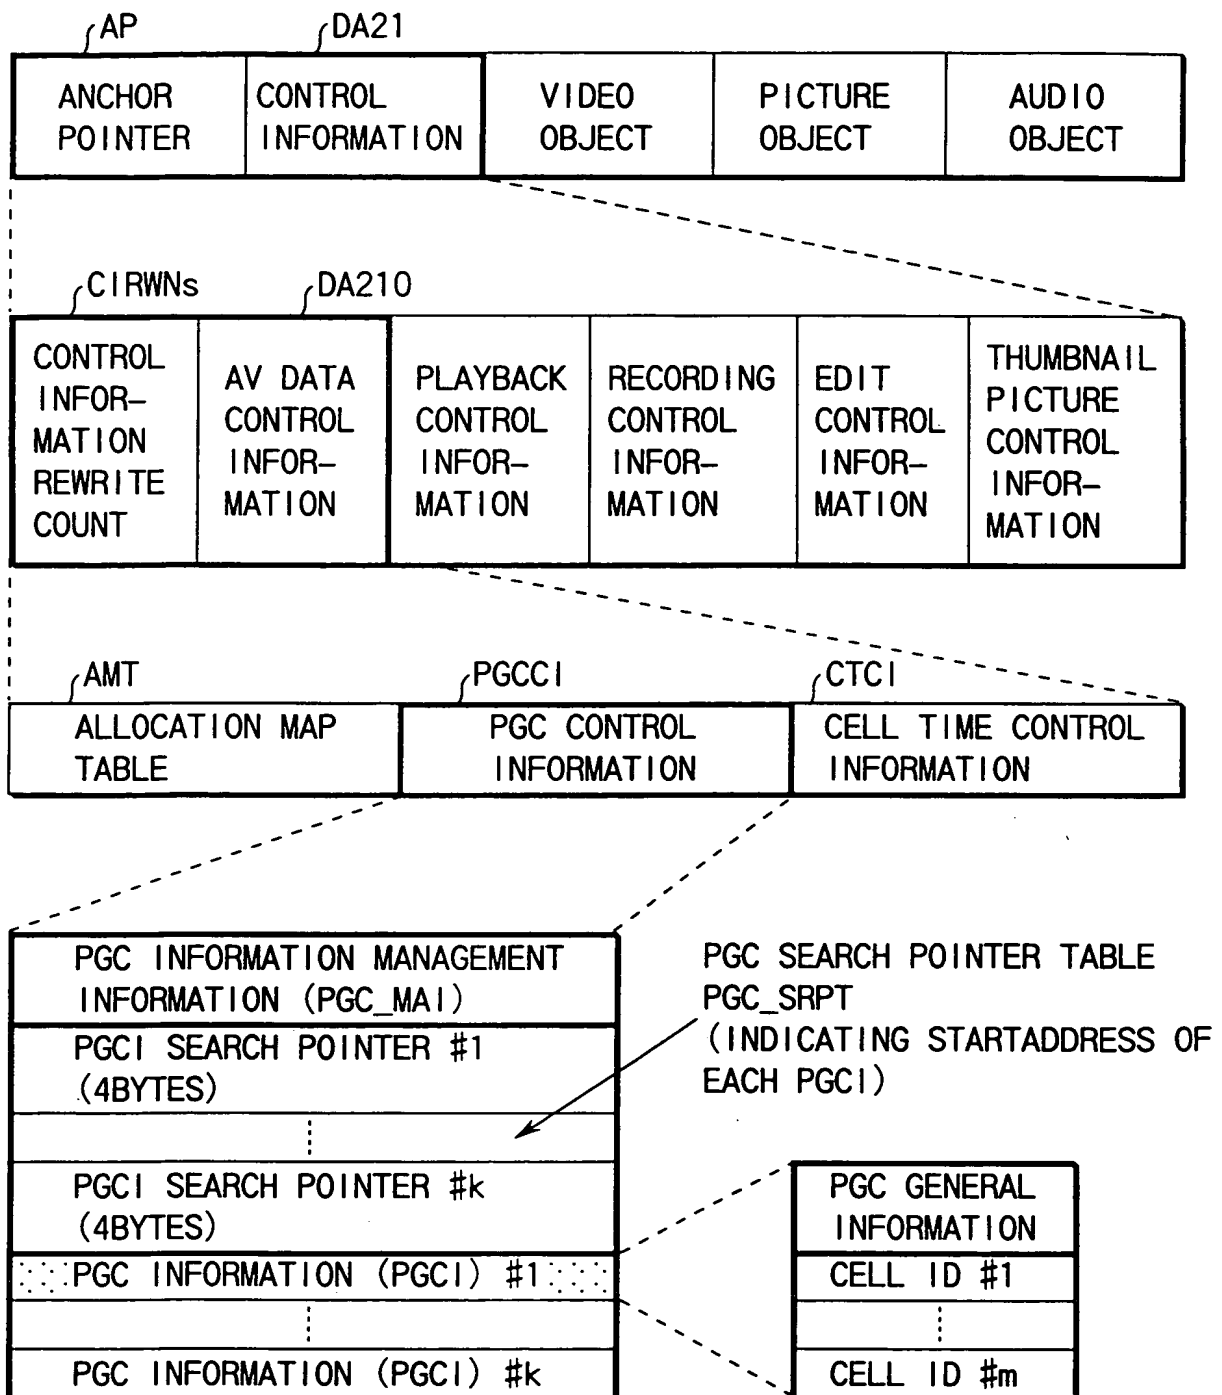 AP
DA21
ANCHOR
POINTER
CONTROL
INFORMATION
VIDEO
OBJECT
PICTURE
OBJECT
AUDIO
OBJECT
CIRWNs
DA210
CONTROL
INFOR-
MATION
REWRITE
COUNT
AV DATA
CONTROL
INFOR-
MATION
PLAYBACK
CONTROL
INFOR-
MATION
RECORDING
CONTROL
INFOR-
MATION
EDIT
CONTROL
INFOR-
MATION
THUMBNAIL
PICTURE
CONTROL
INFOR-
MATION
AMT
PGCCI
CTCI
ALLOCATION MAP
TABLE
PGC CONTROL
INFORMATION
CELL TIME CONTROL
INFORMATION
PGC INFORMATION MANAGEMENT
INFORMATION (PGC_MAI)
PGCI SEARCH POINTER #1
(4BYTES)
PGCI SEARCH POINTER #k
(4BYTES)
PGC INFORMATION (PGCI) #1
PGC INFORMATION (PGCI) #k
PGC SEARCH POINTER TABLE
PGC_SRPT
(INDICATING STARTADDRESS OF
EACH PGCI)
PGC GENERAL
INFORMATION
CELL ID #1
CELL ID #m